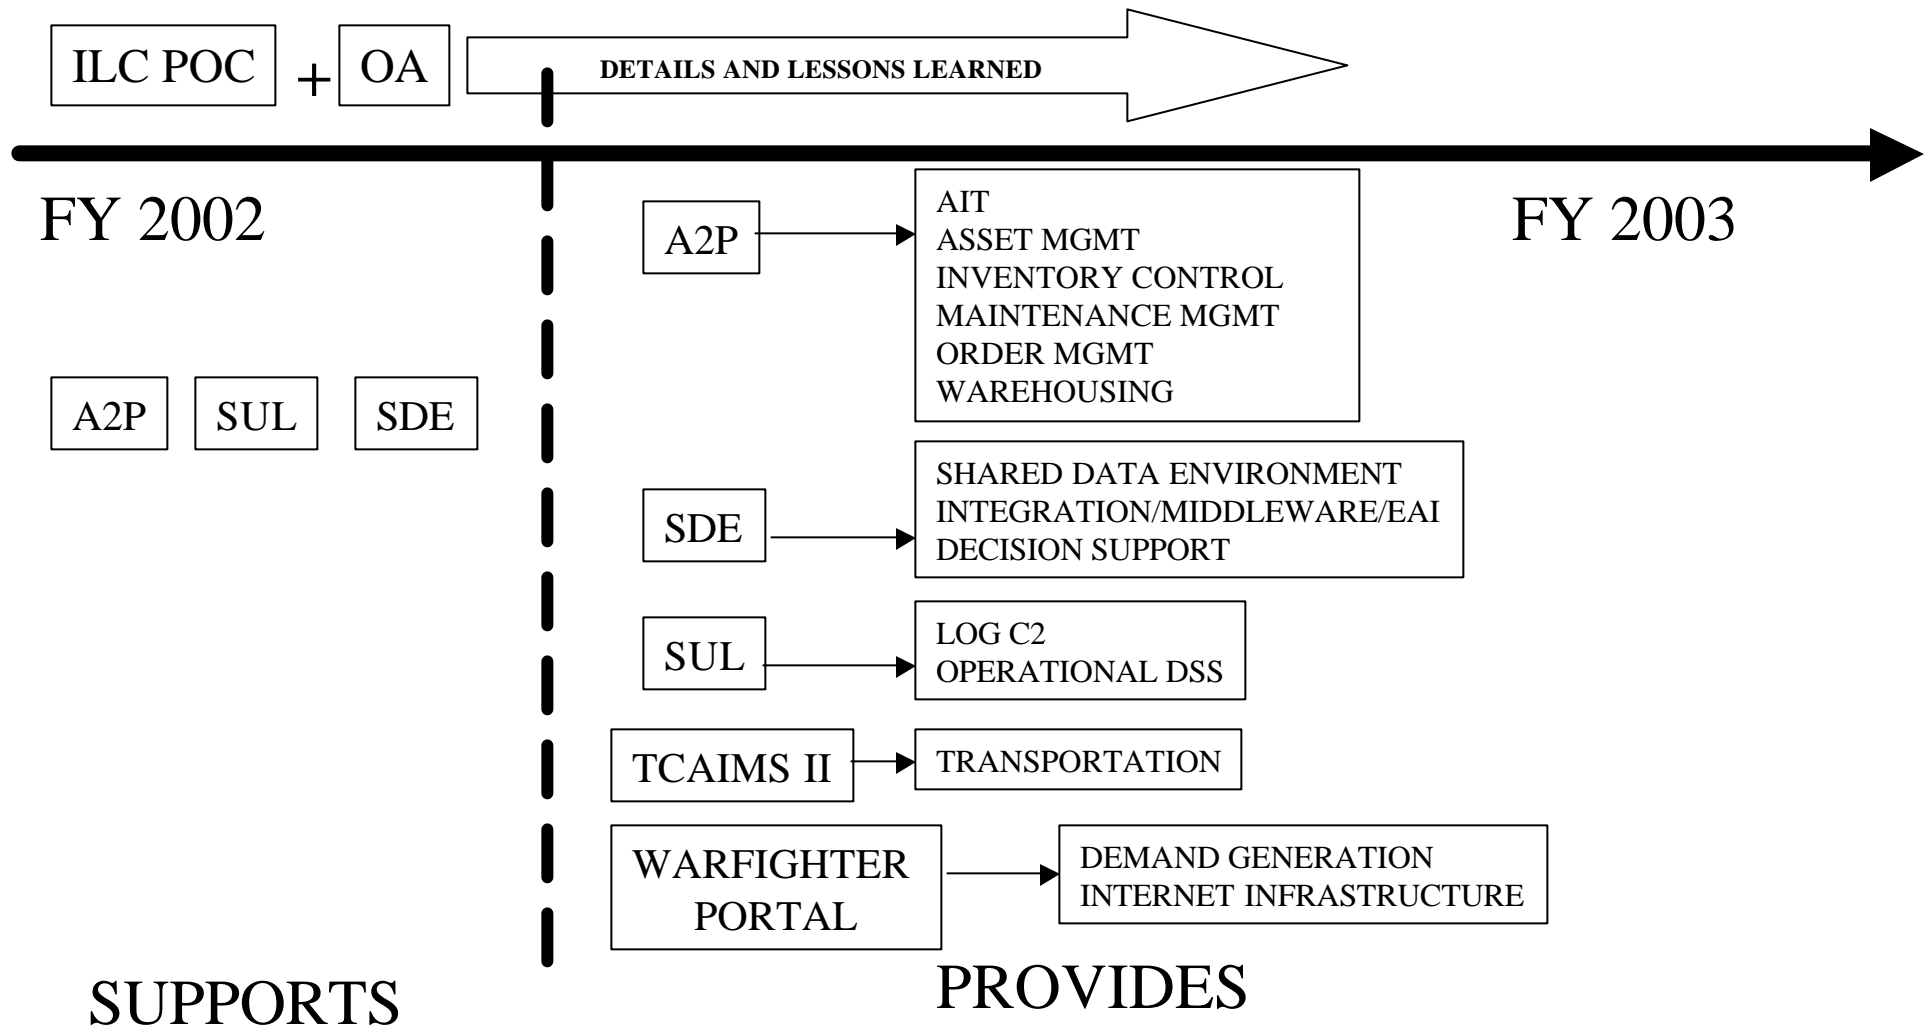 ILC POC + OA
DETAILS AND LESSONS LEARNED
FY 2002
FY 2003
A2P SUL SDE
SUPPORTS
A2P
AIT
ASSET MGMT
INVENTORY CONTROL
MAINTENANCE MGMT
ORDER MGMT
WAREHOUSING
SDE
SHARED DATA ENVIRONMENT
INTEGRATION/MIDDLEWARE/EAI
DECISION SUPPORT
SUL
LOG C2
OPERATIONAL DSS
TCAIMS II
TRANSPORTATION
WARFIGHTER
PORTAL
DEMAND GENERATION
INTERNET INFRASTRUCTURE
PROVIDES